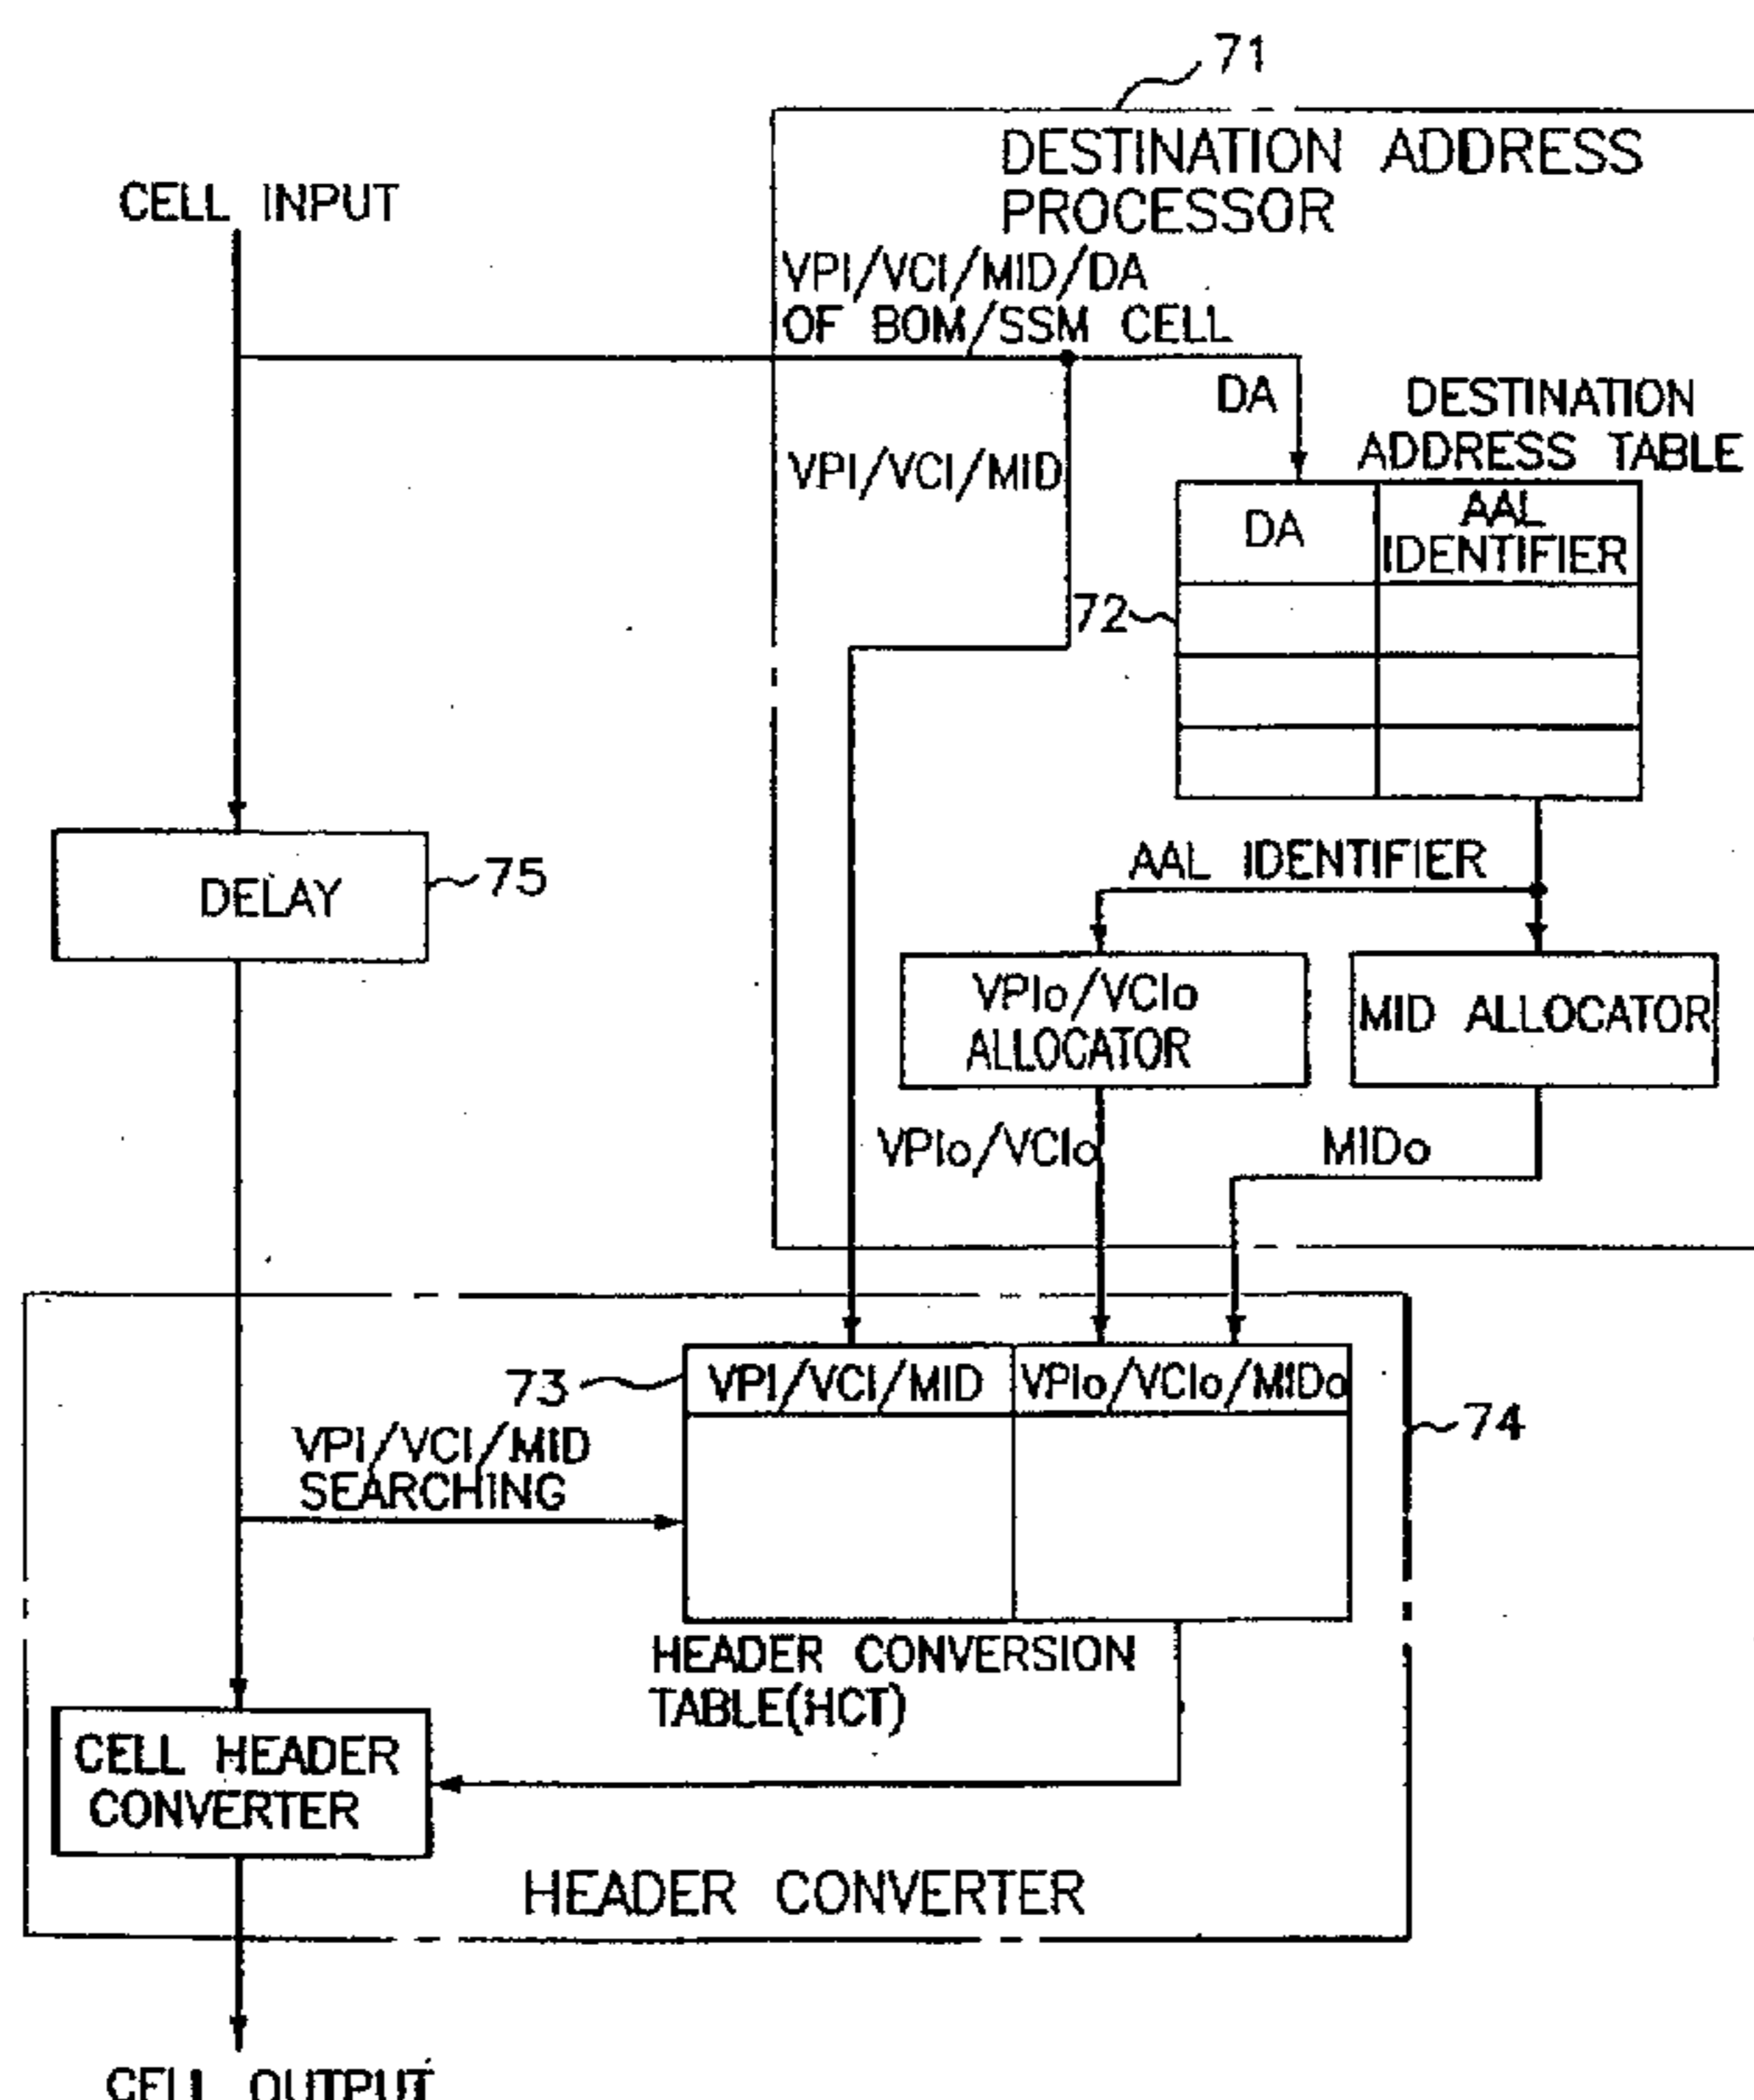 71
DESTINATION ADDRESS
PROCESSOR
CELL INPUT
VPI/VCI/MID/DA
OF BOM/SSM CELL
DA
DESTINATION
ADDRESS TABLE
VPI/VCI/MID
DA
AAL
IDENTIFIER
72
AAL IDENTIFIER
DELAY
75
VPIo/VCIo
ALLOCATOR
MID ALLOCATOR
VPIo/VCIo
MIDo
73
VPI/VCI/MID
VPIo/VCIo/MIDo
74
VPI/VCI/MID
SEARCHING
HEADER CONVERSION
TABLE(HCT)
CELL HEADER
CONVERTER
HEADER CONVERTER
CELL OUTPUT